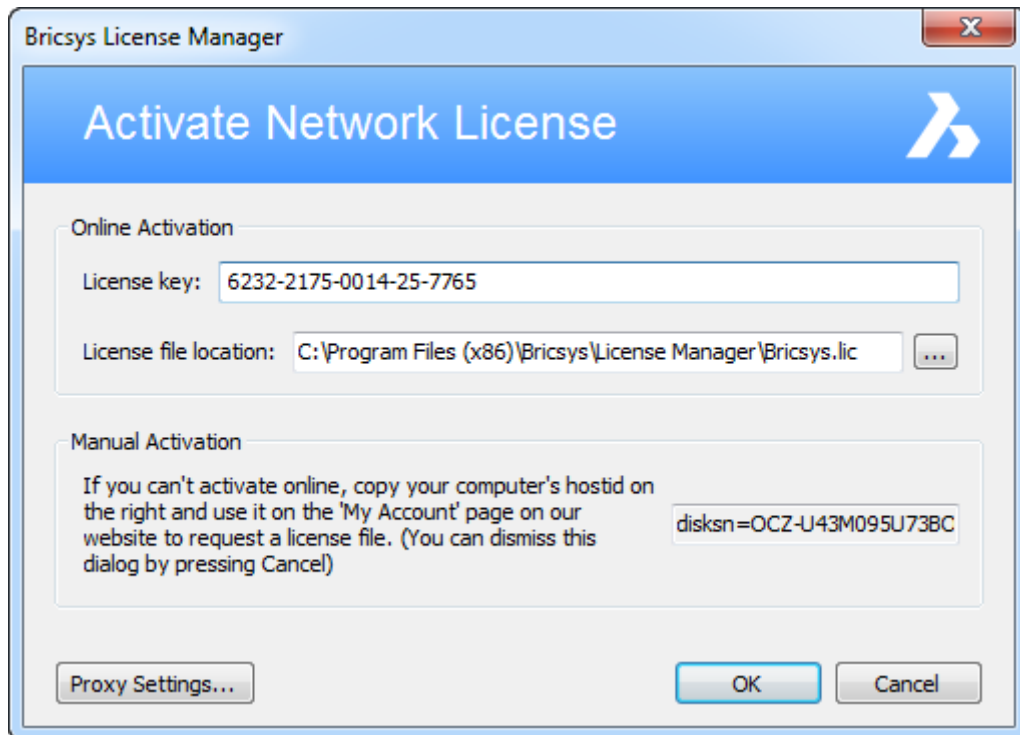 Bricsys License Manager
Activate Network License
Online Activation
License key: 6232-2175-0014-25-7765
License file location: C:\Program Files (x86)\Bricsys\License Manager\Bricsys.lic ...
Manual Activation
If you can't activate online, copy your computer's hostid on
the right and use it on the 'My Account' page on our
website to request a license file. (You can dismiss this
dialog by pressing Cancel)
disksn=OCZ-U43M095U73BO
Proxy Settings...
OK
Cancel